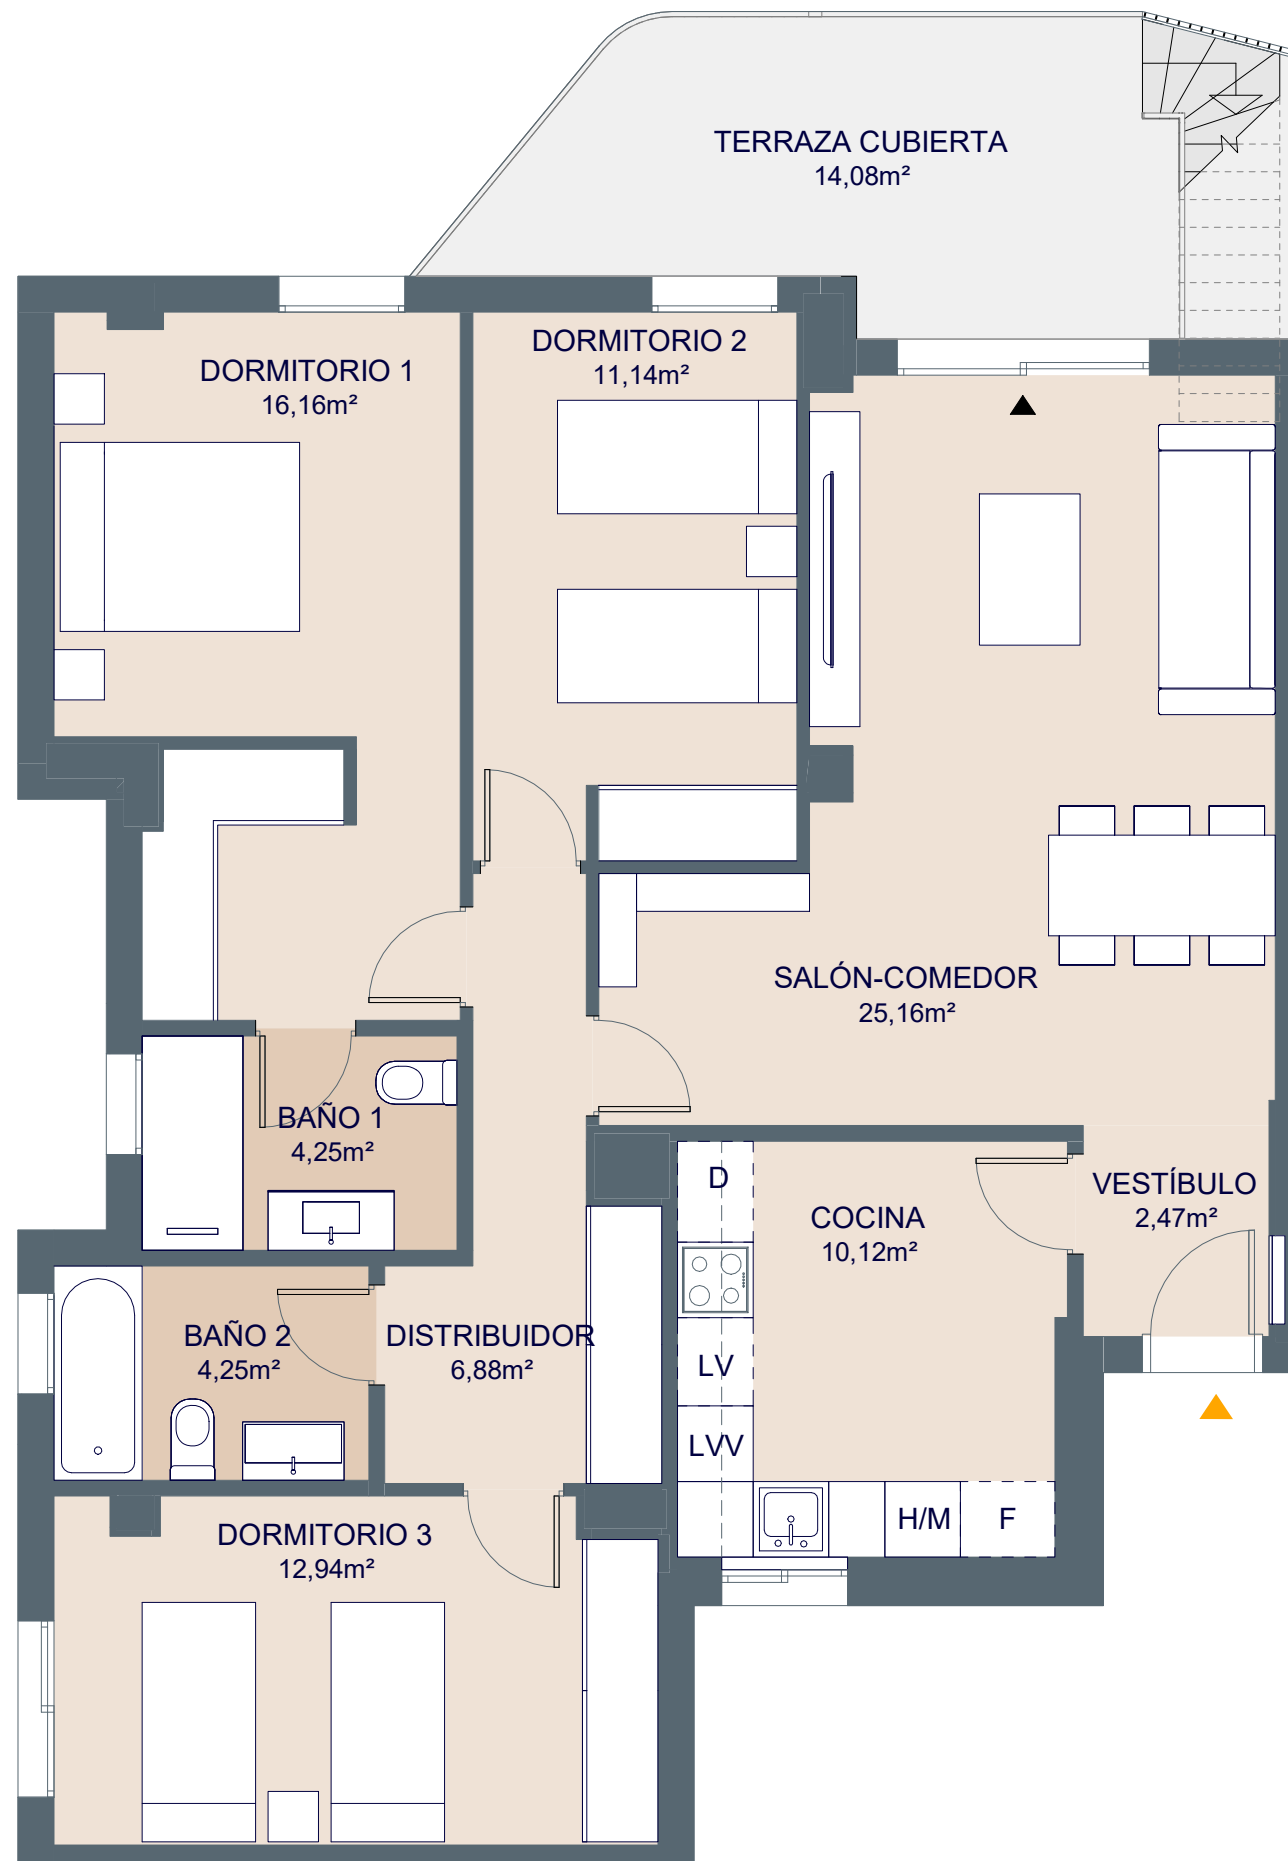 TERRAZA CUBIERTA
14,08m²
DORMITORIO 1
16,16m²
DORMITORIO 2
11,14m²
SALÓN-COMEDOR
25,16m²
BAÑO 1
4,25m²
D
COCINA
10,12m²
VESTÍBULO
2,47m²
BAÑO 2
4,25m²
DISTRIBUIDOR
6,88m²
LV
LVV
H/M
F
DORMITORIO 3
12,94m²